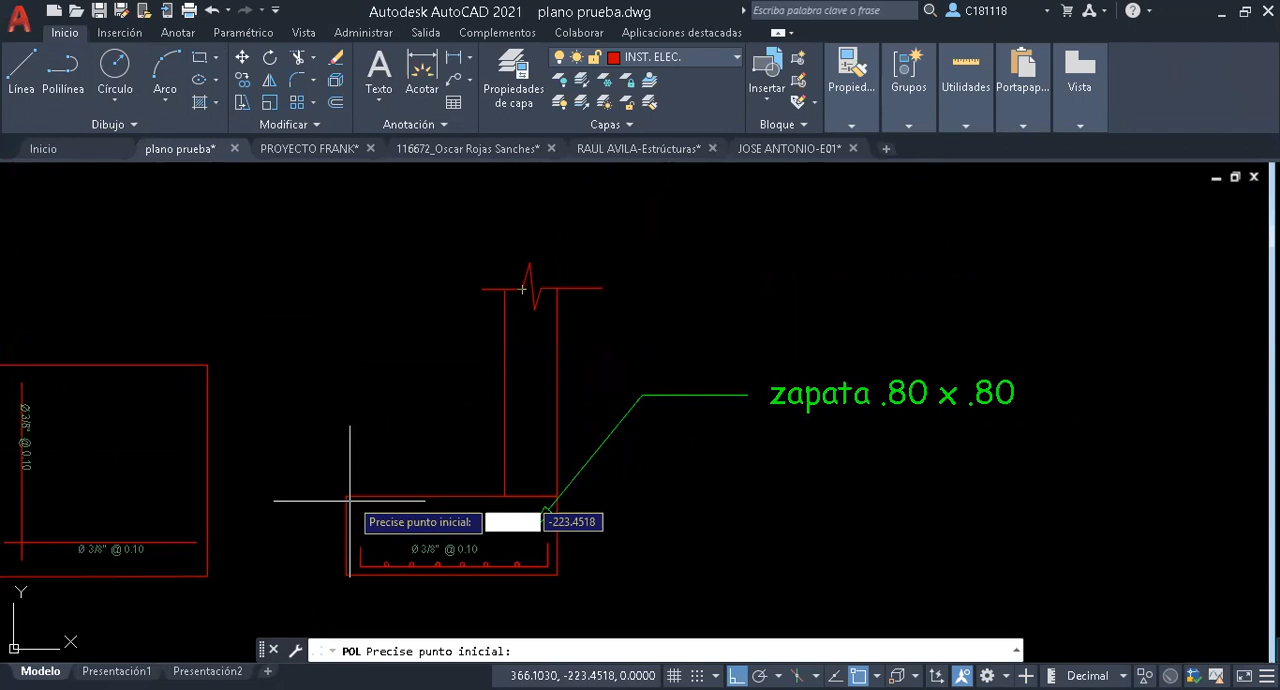 Autodesk AutoCAD 2021 plano prueba.dwg
Escriba palabra clave o frase
C181118
Inicio Inserción Anotar Paramétrico Vista Administrar Salida Complementos Colaborar Aplicaciones destacadas
INST. ELEC.
Línea Polilínea Círculo Arco Texto Acotar Propiedades de capa Insertar Propied... Grupos Utilidades Portapap... Vista
Dibujo Modificar Anotación Capas Bloque
Inicio plano prueba* PROYECTO FRANK* 116672_Oscar Rojas Sanches* RAUL AVILA-Estrúcturas* JOSE ANTONIO-E01*
zapata .80 x .80
Ø 3/8" @ 0.10
Precise punto inicial: -223.4518
Ø 3/8" @ 0.10
Ø 3/8" @ 0.10
Y
X
POL Precise punto inicial:
Modelo Presentación1 Presentación2
366.1030, -223.4518, 0.0000
Decimal